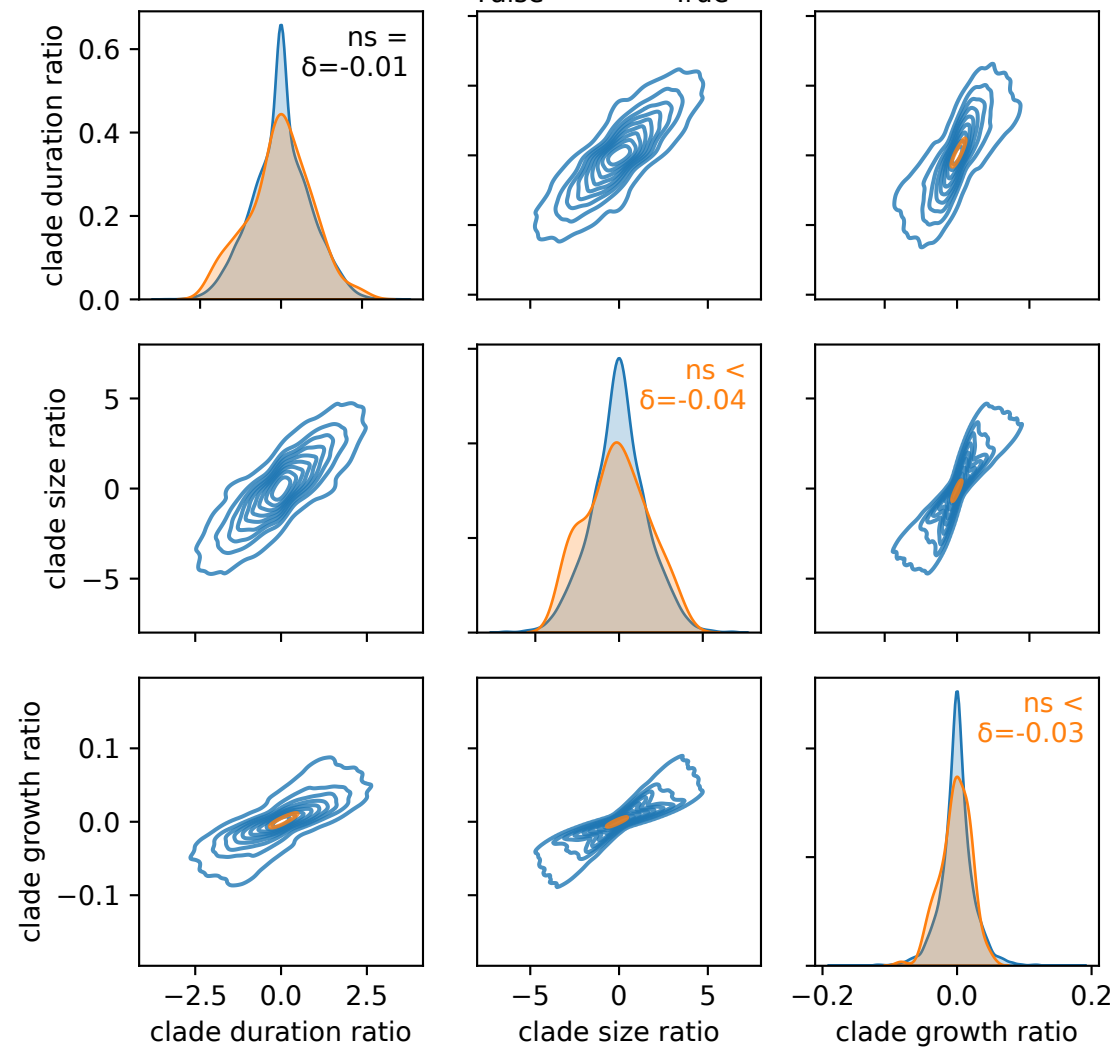 clade duration ratio
0.6
0.4
0.2
0.0
ns =
δ=-0.01
clade size ratio
5
0
−5
ns <
δ=-0.04
clade growth ratio
0.1
0.0
−0.1
ns <
δ=-0.03
−2.5 0.0 2.5
−5 0 5
−0.2 0.0 0.2
clade duration ratio
clade size ratio
clade growth ratio